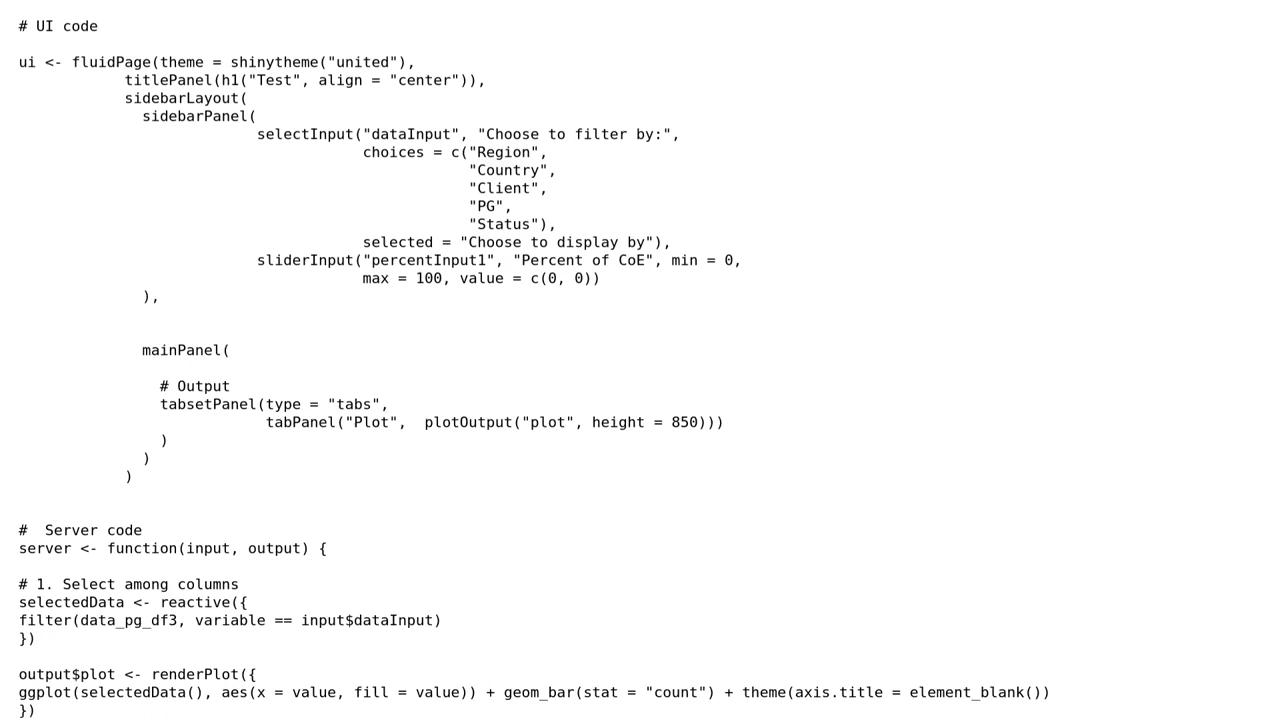 # UI code

ui <- fluidPage(theme = shinytheme("united"),
            titlePanel(h1("Test", align = "center")),
            sidebarLayout(
              sidebarPanel(
                           selectInput("dataInput", "Choose to filter by:",
                                       choices = c("Region",
                                                   "Country",
                                                   "Client",
                                                   "PG",
                                                   "Status"),
                                       selected = "Choose to display by"),
                           sliderInput("percentInput1", "Percent of CoE", min = 0,
                                       max = 100, value = c(0, 0))
              ),


              mainPanel(

                # Output
                tabsetPanel(type = "tabs",
                            tabPanel("Plot",  plotOutput("plot", height = 850)))
                )
              )
            )


#  Server code
server <- function(input, output) {

# 1. Select among columns
selectedData <- reactive({
filter(data_pg_df3, variable == input$dataInput)
})

output$plot <- renderPlot({
ggplot(selectedData(), aes(x = value, fill = value)) + geom_bar(stat = "count") + theme(axis.title = element_blank())
})